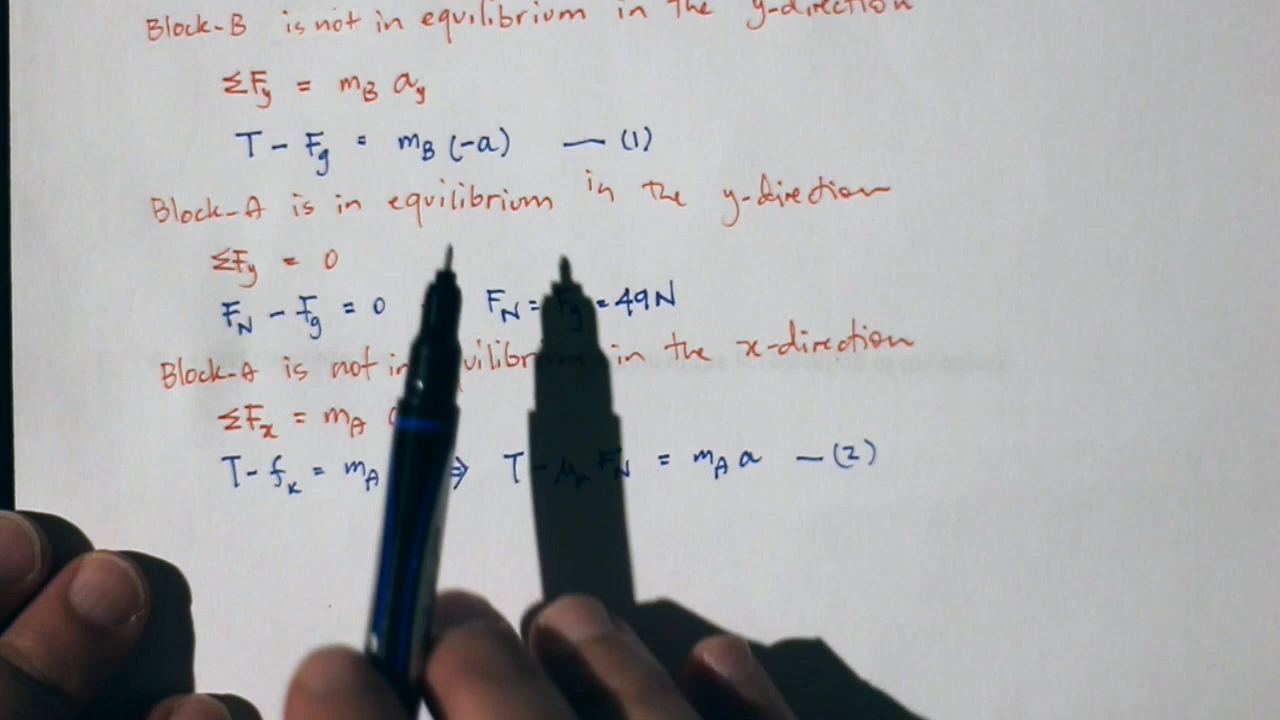 Block-B is not in equilibrium in the y-direction
ΣFy = mB ay
T - Fg = mB (-a) — (1)
Block-A is in equilibrium in the y-direction
ΣFy = 0
FN - Fg = 0 FN = Fg = 49N
Block-A is not in in the x-direction
ΣFx = mA
T - fk = mA ⇒ T - μk FN = mA a — (2)